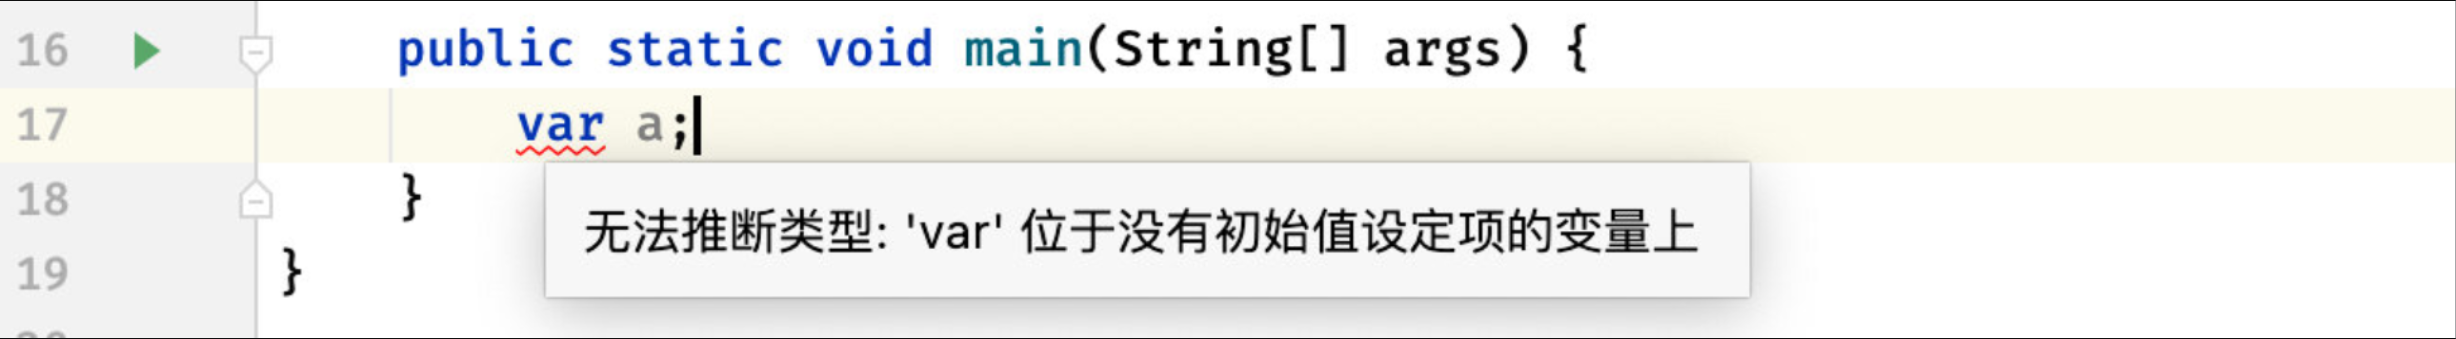 16 public static void main(String[] args) {
17 var a;
无法推断类型: 'var' 位于没有初始值设定项的变量上
18 }
19 }